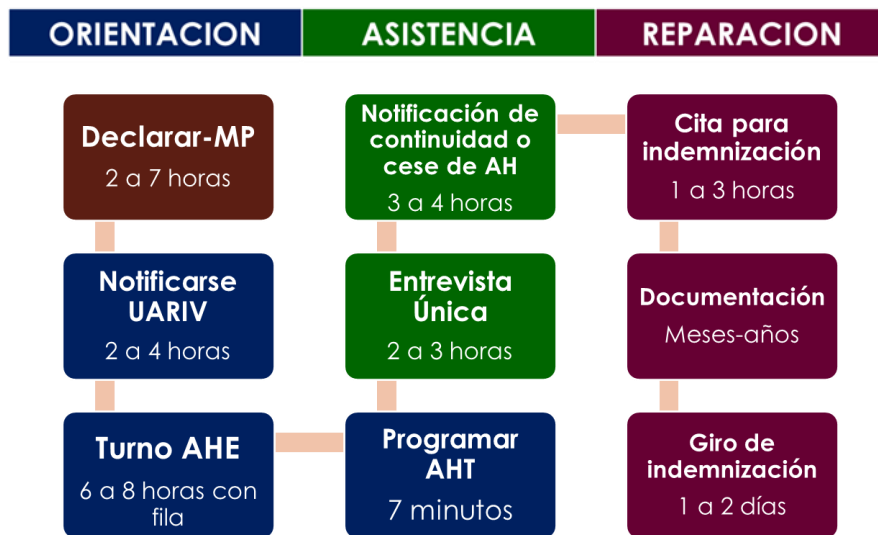 ORIENTACION
ASISTENCIA
REPARACION
Declarar-MP
2 a 7 horas
Notificarse
UARIV
2 a 4 horas
Turno AHE
6 a 8 horas con
fila
Programar
AHT
7 minutos
Entrevista
Única
2 a 3 horas
Notificación de
continuidad o
cese de AH
3 a 4 horas
Cita para
indemnización
1 a 3 horas
Documentación
Meses-años
Giro de
indemnización
1 a 2 días